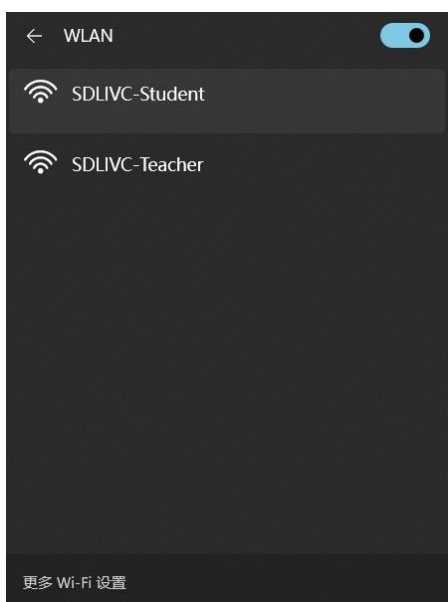 WLAN
SDLIVC-Student
SDLIVC-Teacher
更多 Wi-Fi 设置